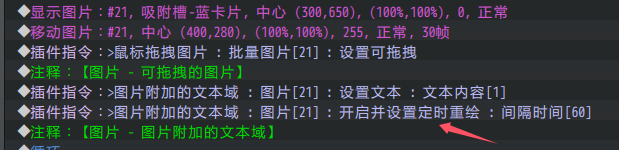 ◆显示图片:#21, 吸附槽-蓝卡片, 中心 (300,650), (100%,100%), 0, 正常
◆移动图片:#21, 中心 (400,280), (100%,100%), 255, 正常, 30帧
◆插件指令:>鼠标拖拽图片 : 批量图片[21] : 设置可拖拽
◆注释:【图片 - 可拖拽的图片】
◆插件指令:>图片附加的文本域 : 图片[21] : 设置文本 : 文本内容[1]
◆插件指令:>图片附加的文本域 : 图片[21] : 开启并设置定时重绘 : 间隔时间[60]
◆注释:【图片 - 图片附加的文本域】